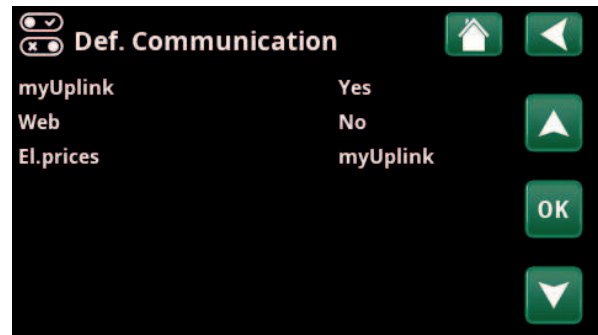 Def. Communication
myUplink Yes
Web No
El.prices myUplink
OK